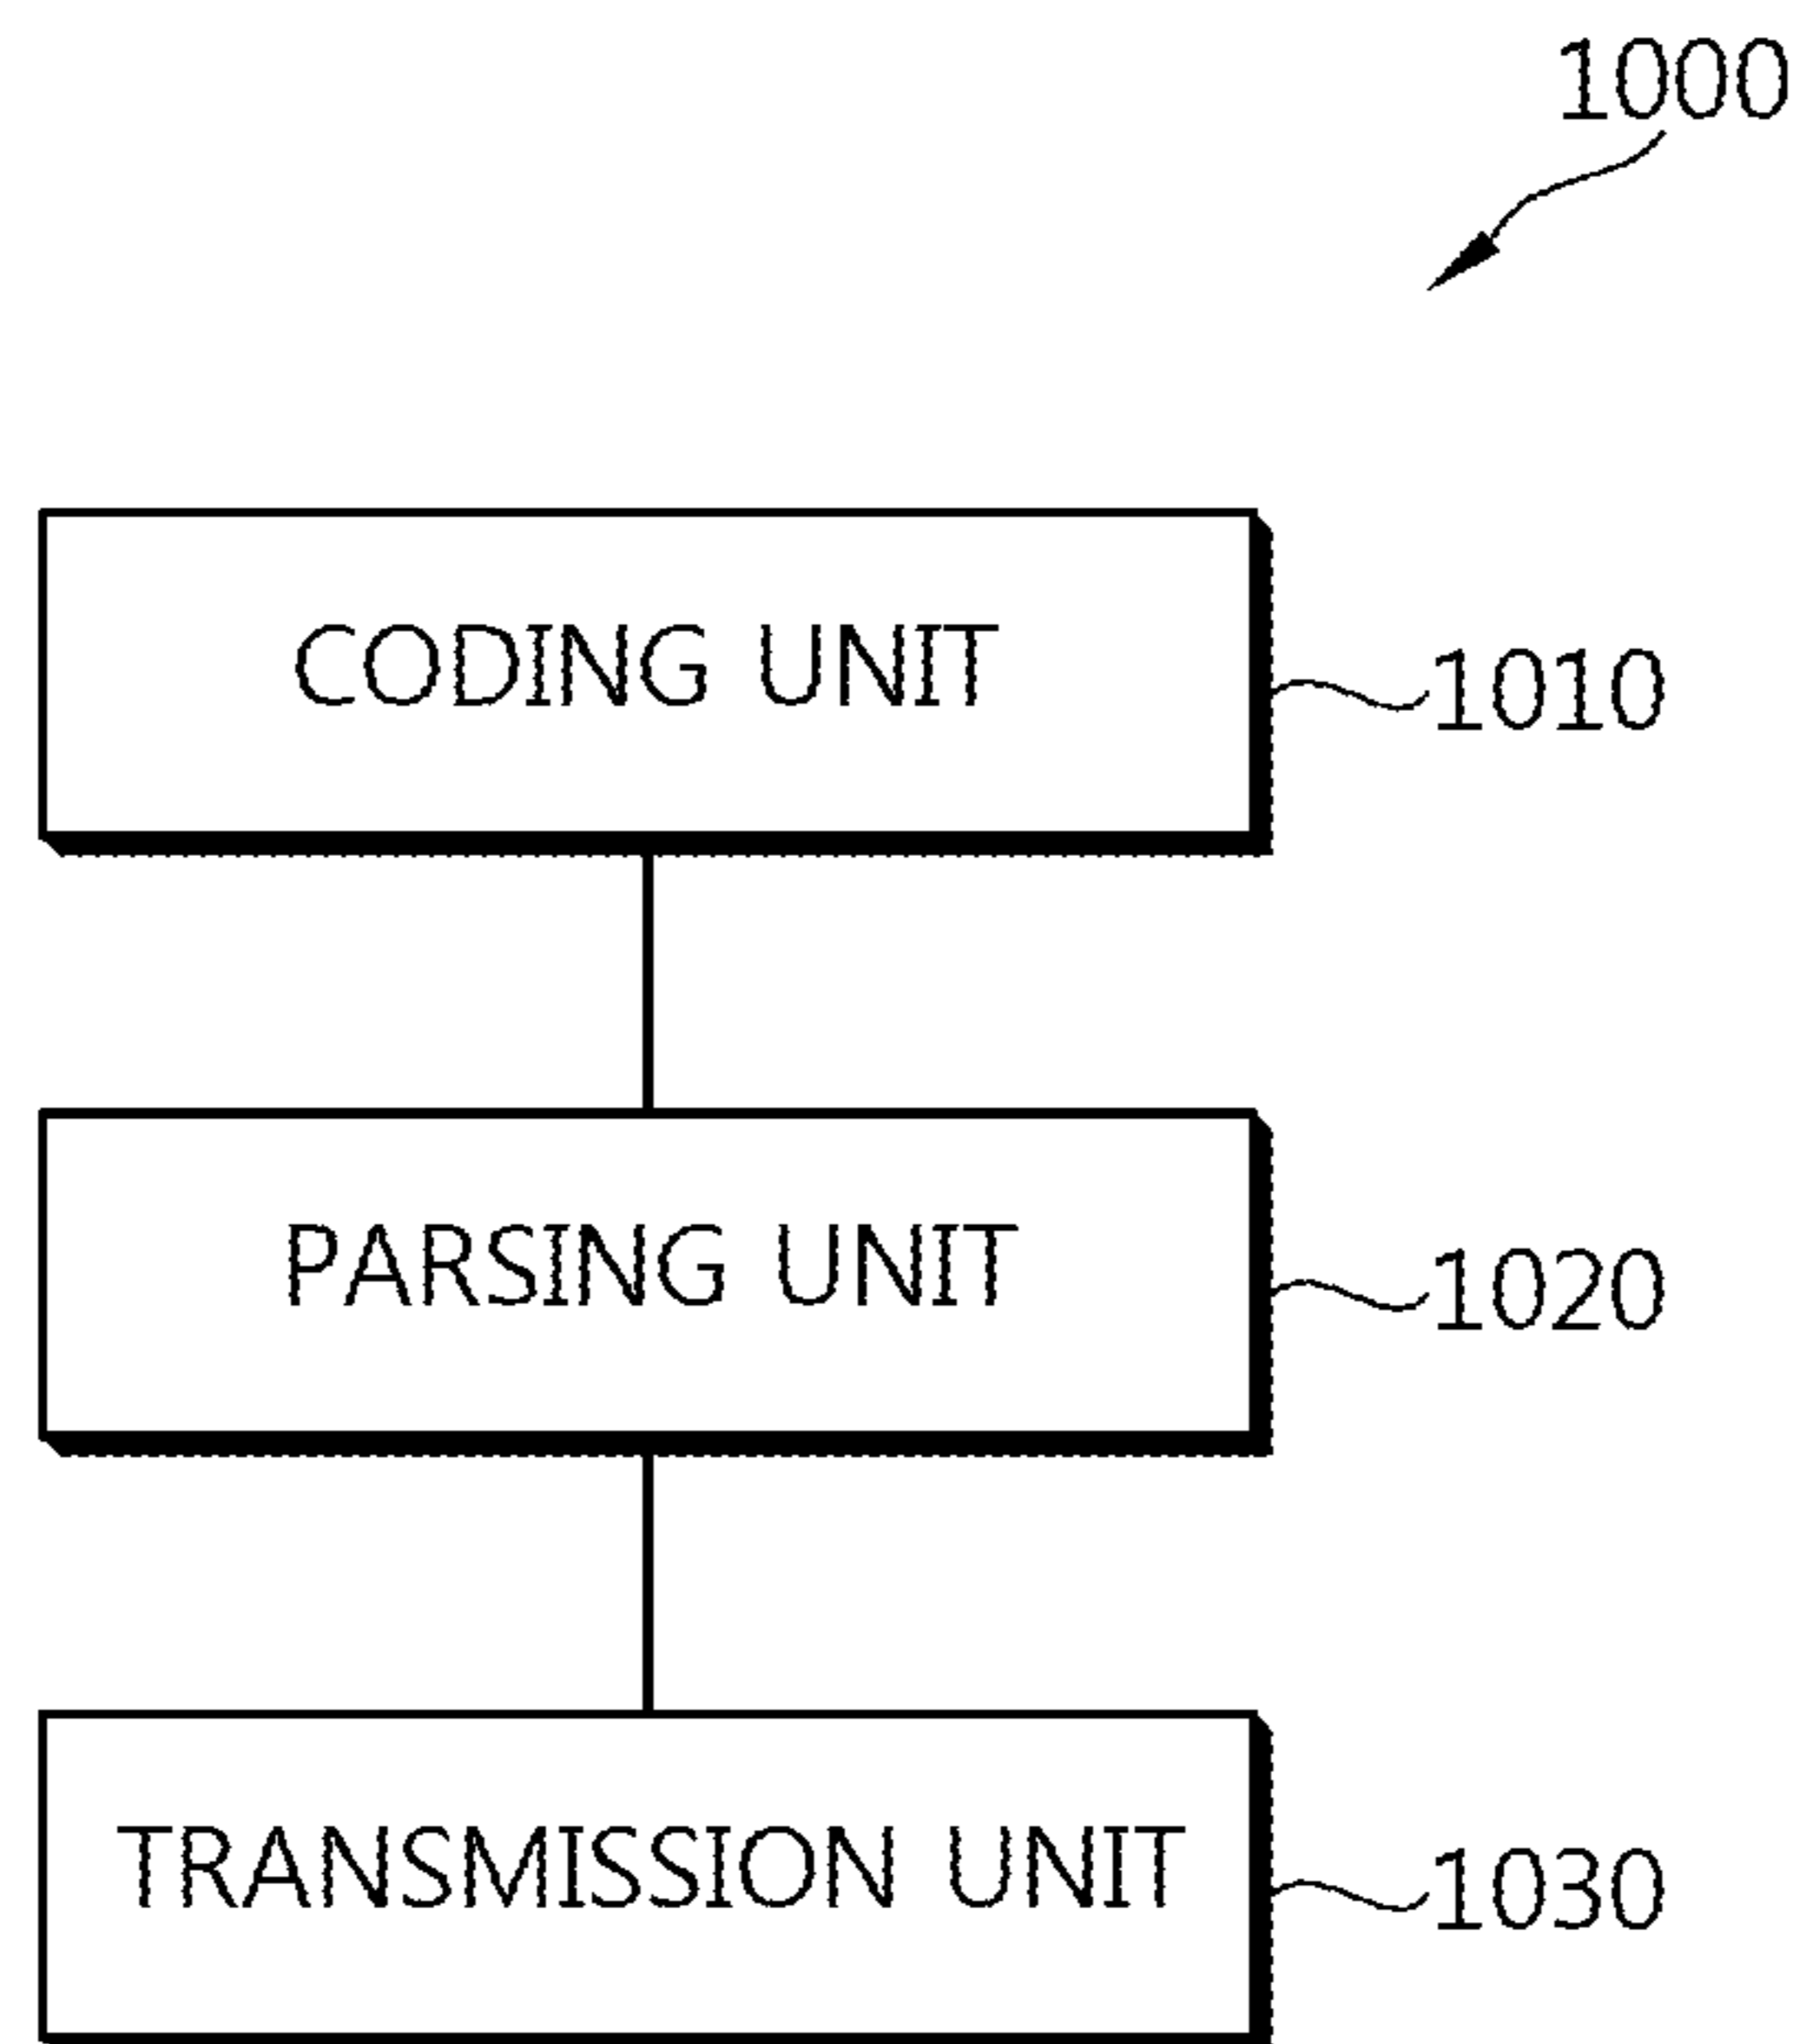 1000
CODING UNIT
1010
PARSING UNIT
1020
TRANSMISSION UNIT
1030